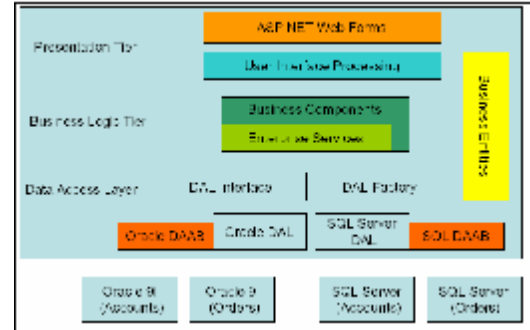 ASP.NET Web Forms
Presentation Tier
User Interface Processing
Business Components
Business Logic Tier
Enterprise Services
Business Entities
Data Access Layer
DAL Interface
DAL Factory
Oracle DAAB
Oracle DAL
SQL Server
DAL
SQL DAAB
Oracle 9i
(Accounts)
Oracle 9i
(Orders)
SQL Server
(Accounts)
SQL Server
(Orders)